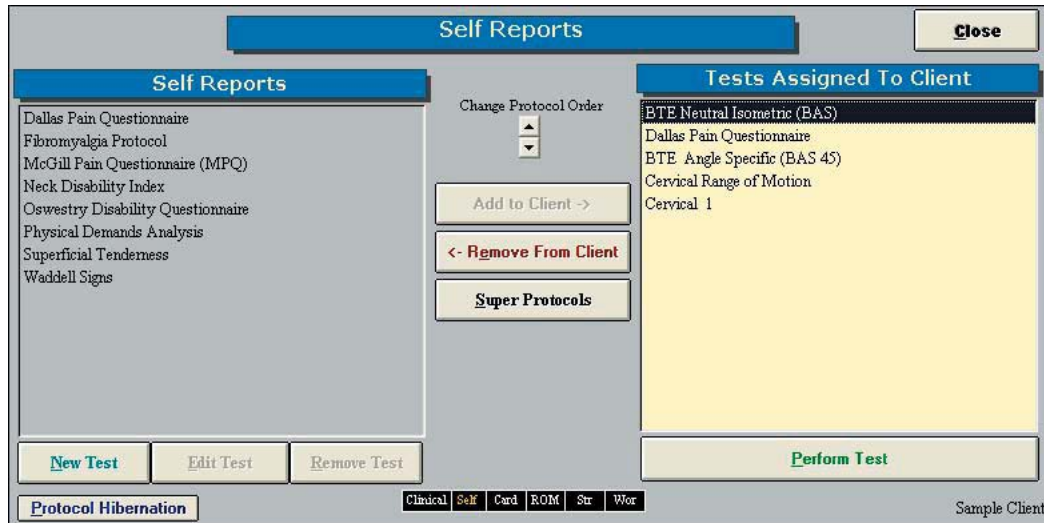 Self Reports
Close
Self Reports
Dallas Pain Questionnaire
Fibromyalgia Protocol
McGill Pain Questionnaire (MPQ)
Neck Disability Index
Oswestry Disability Questionnaire
Physical Demands Analysis
Superficial Tenderness
Waddell Signs
New Test Edit Test Remove Test
Protocol Hibernation
Change Protocol Order
Add to Client ->
<- Remove From Client
Super Protocols
Clinical Self Card ROM Str Wor
Tests Assigned To Client
BTE Neutral Isometric (BAS)
Dallas Pain Questionnaire
BTE Angle Specific (BAS 45)
Cervical Range of Motion
Cervical 1
Perform Test
Sample Client